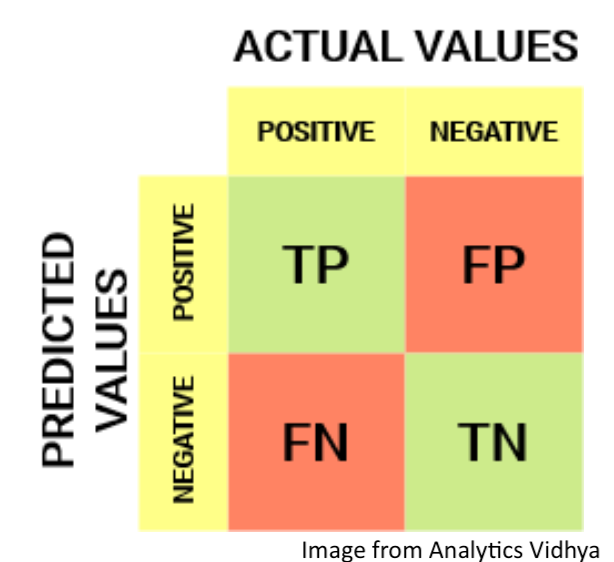 ACTUAL VALUES
POSITIVE NEGATIVE
PREDICTED
VALUES
POSITIVE
TP FP
NEGATIVE
FN TN
Image from Analytics Vidhya